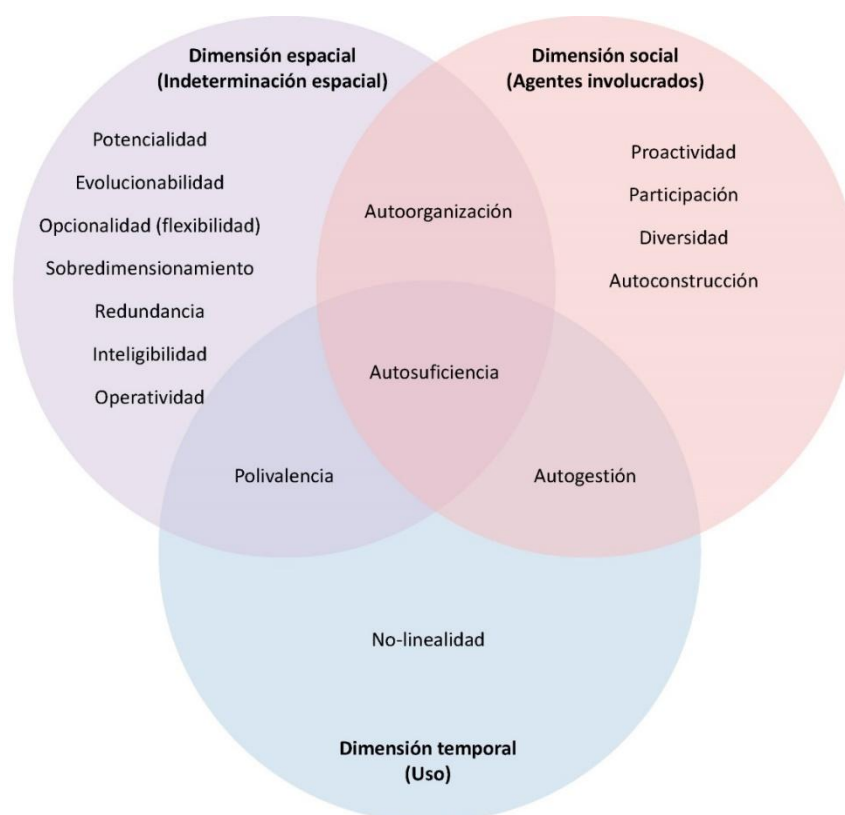 Dimensión espacial
(Indeterminación espacial)
Dimensión social
(Agentes involucrados)
Potencialidad
Evolucionabilidad
Opcionalidad (flexibilidad)
Sobredimensionamiento
Redundancia
Inteligibilidad
Operatividad
Autoorganización
Proactividad
Participación
Diversidad
Autoconstrucción
Autosuficiencia
Polivalencia
Autogestión
No-linealidad
Dimensión temporal
(Uso)